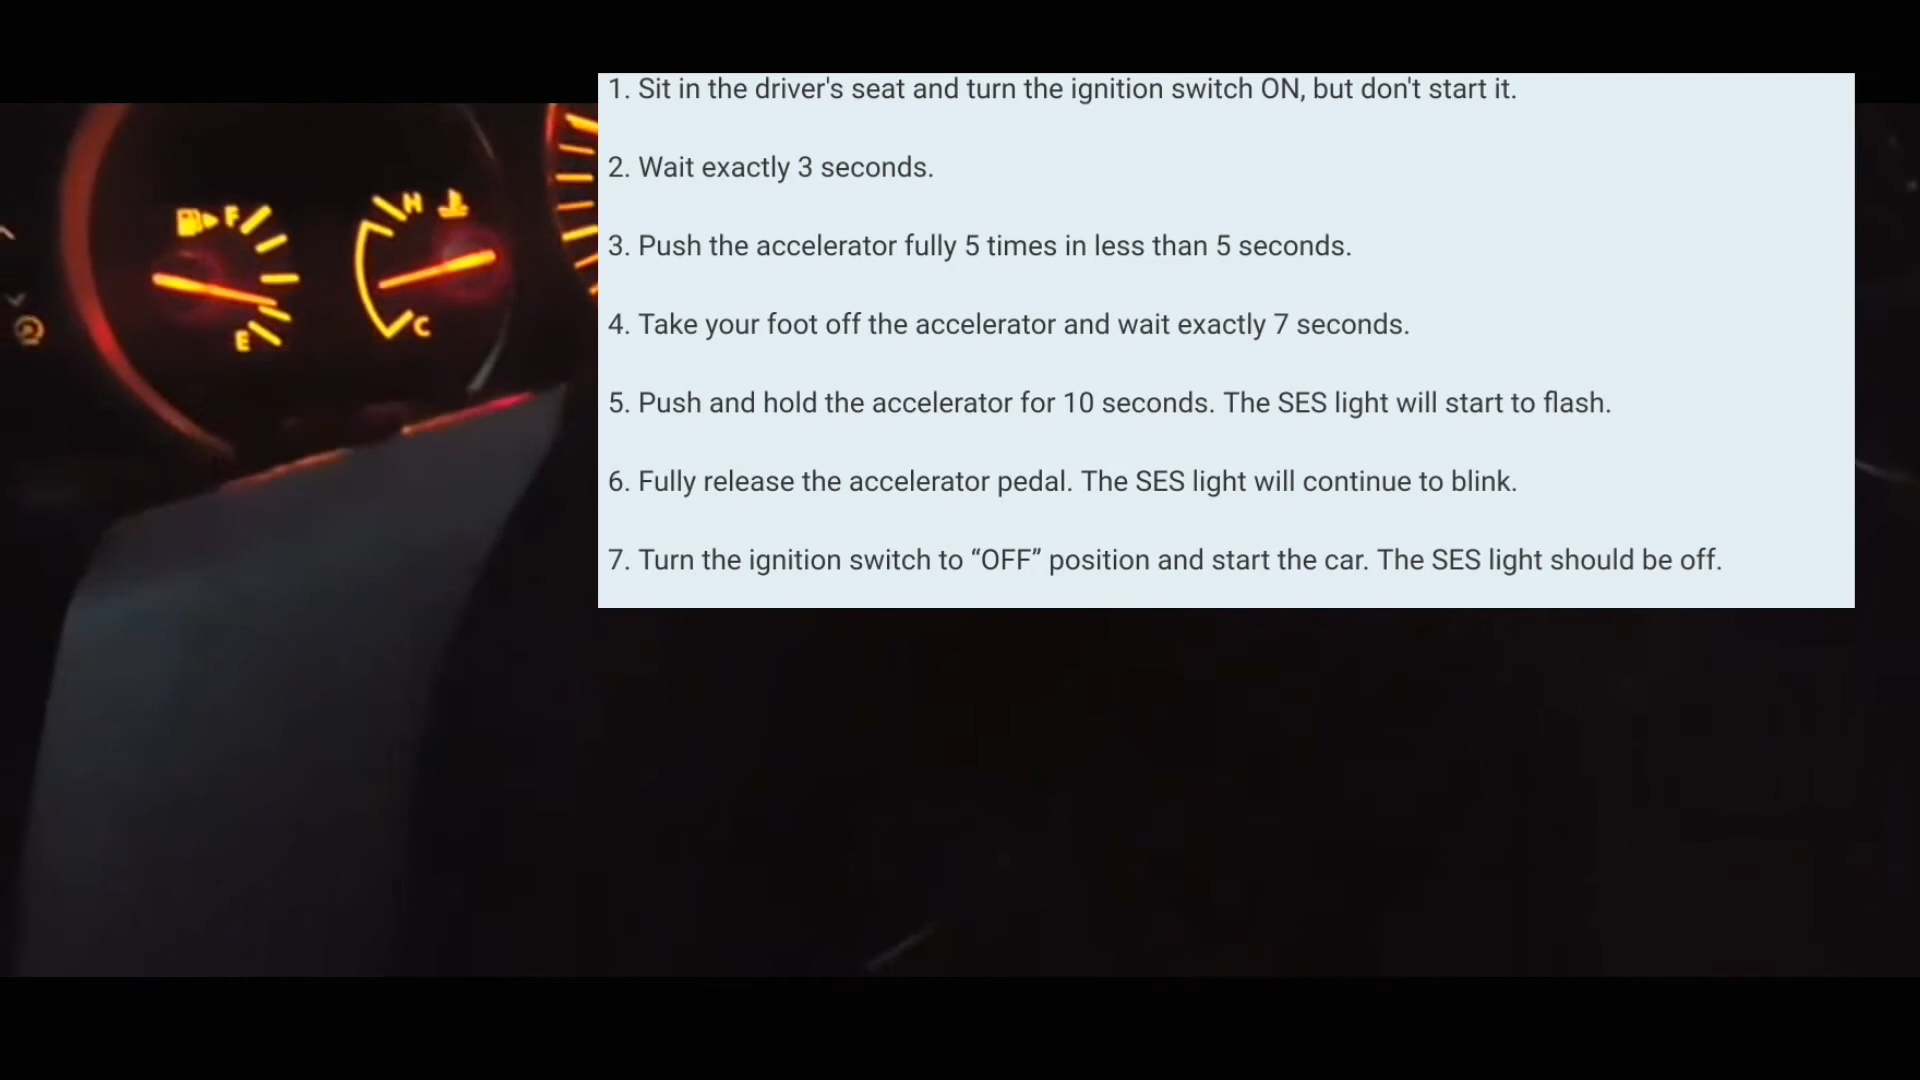 1. Sit in the driver's seat and turn the ignition switch ON, but don't start it.
2. Wait exactly 3 seconds.
3. Push the accelerator fully 5 times in less than 5 seconds.
4. Take your foot off the accelerator and wait exactly 7 seconds.
5. Push and hold the accelerator for 10 seconds. The SES light will start to flash.
6. Fully release the accelerator pedal. The SES light will continue to blink.
7. Turn the ignition switch to “OFF” position and start the car. The SES light should be off.
F
H
E
C